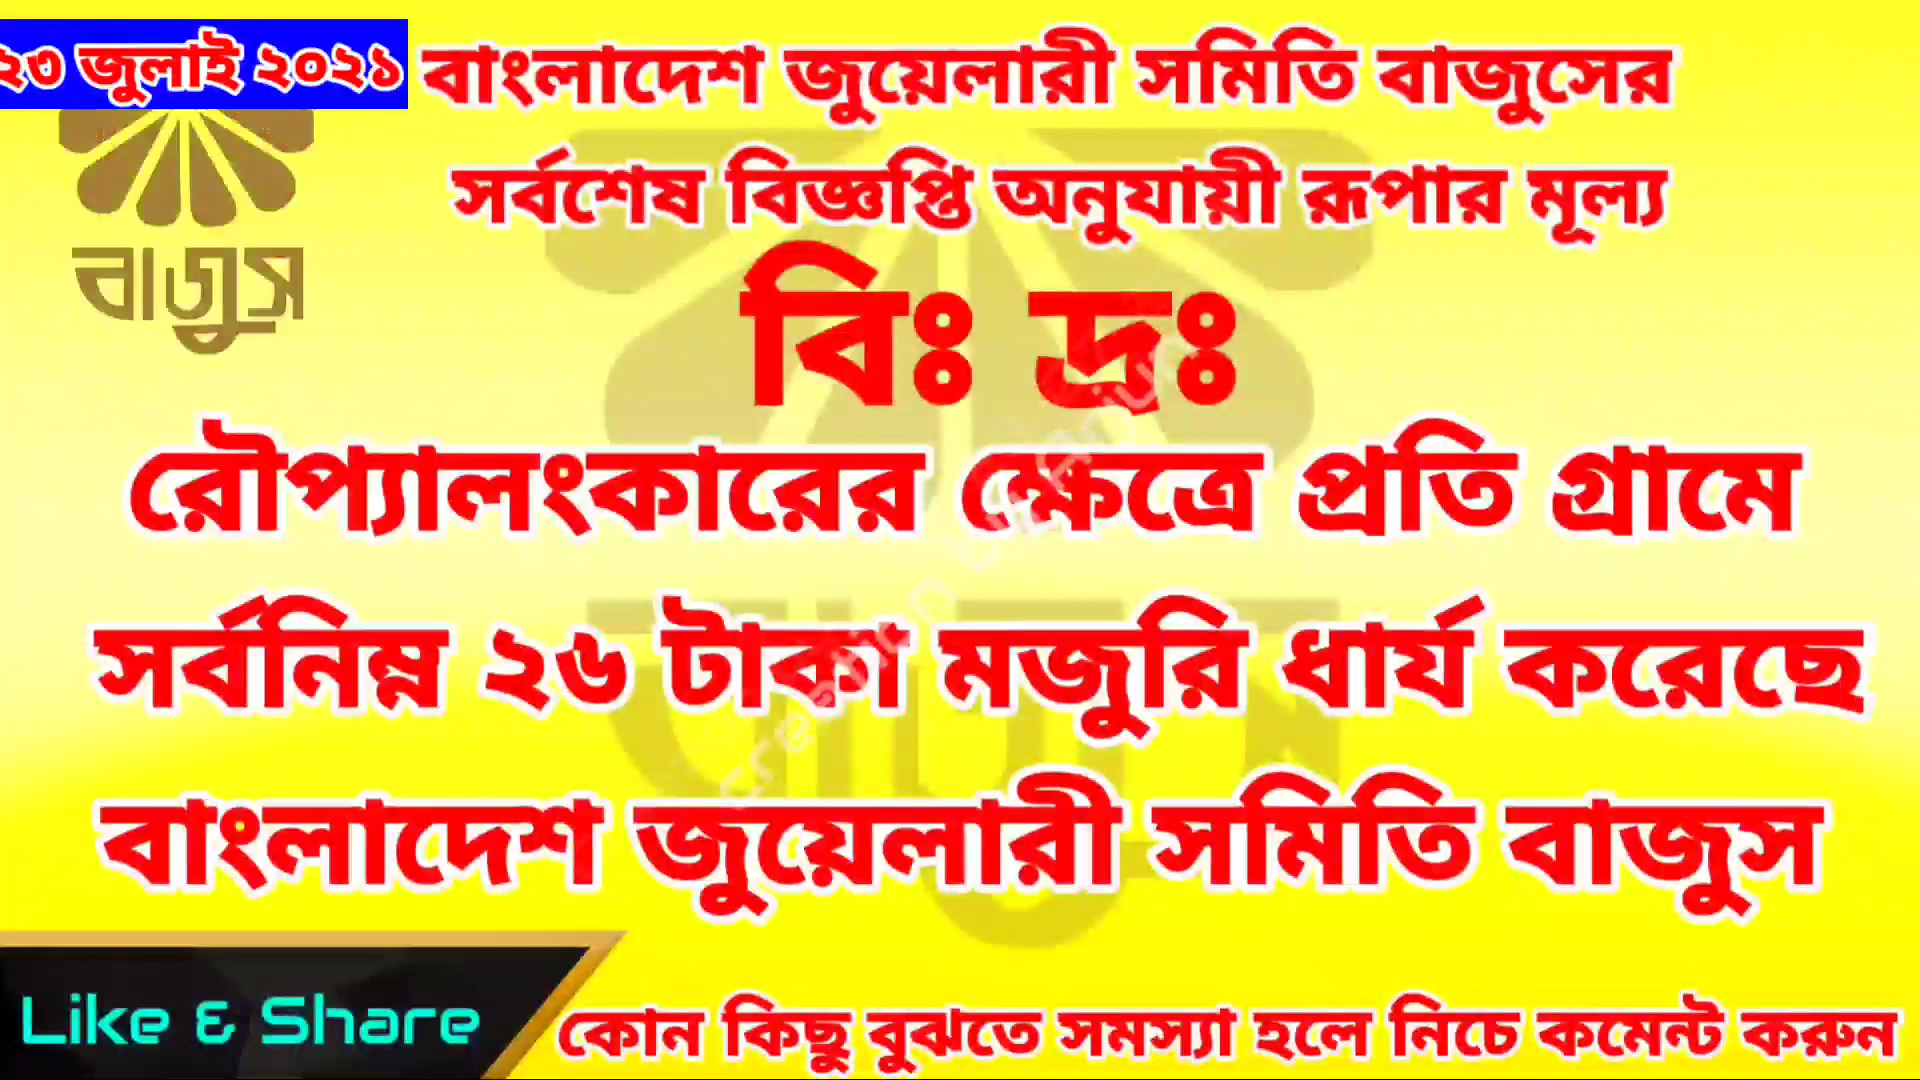 ২৩ জুলাই ২০২১
বাংলাদেশ জুয়েলারী সমিতি বাজুসের
সর্বশেষ বিজ্ঞপ্তি অনুযায়ী রূপার মূল্য
বাজুস
বিঃ দ্রঃ
রৌপ্যালংকারের ক্ষেত্রে প্রতি গ্রামে
সর্বনিম্ন ২৬ টাকা মজুরি ধার্য করেছে
বাংলাদেশ জুয়েলারী সমিতি বাজুস
Like & Share
কোন কিছু বুঝতে সমস্যা হলে নিচে কমেন্ট করুন